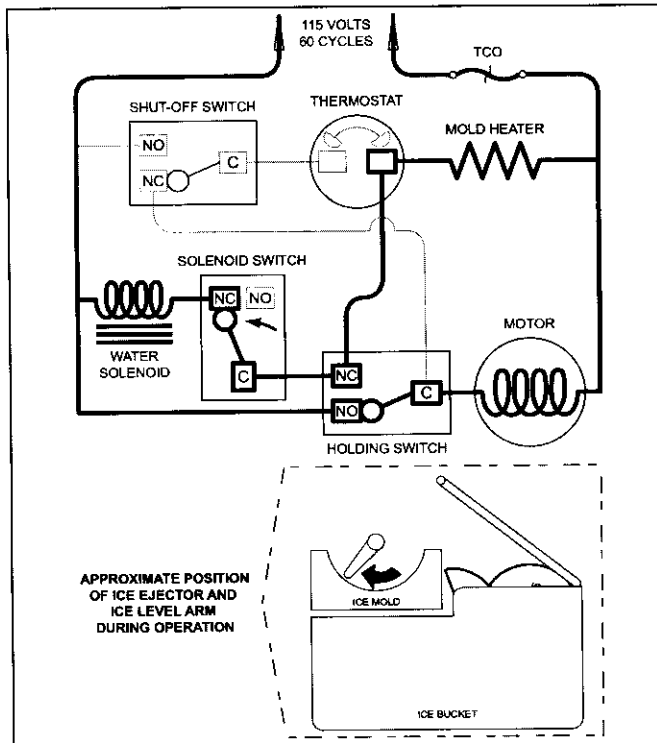 115 VOLTS
60 CYCLES
TCO
SHUT-OFF SWITCH
THERMOSTAT
MOLD HEATER
NO
C
NC
SOLENOID SWITCH
NC
NO
WATER
SOLENOID
C
NC
NO
C
MOTOR
HOLDING SWITCH
APPROXIMATE POSITION
OF ICE EJECTOR AND
ICE LEVEL ARM
DURING OPERATION
ICE MOLD
ICE BUCKET